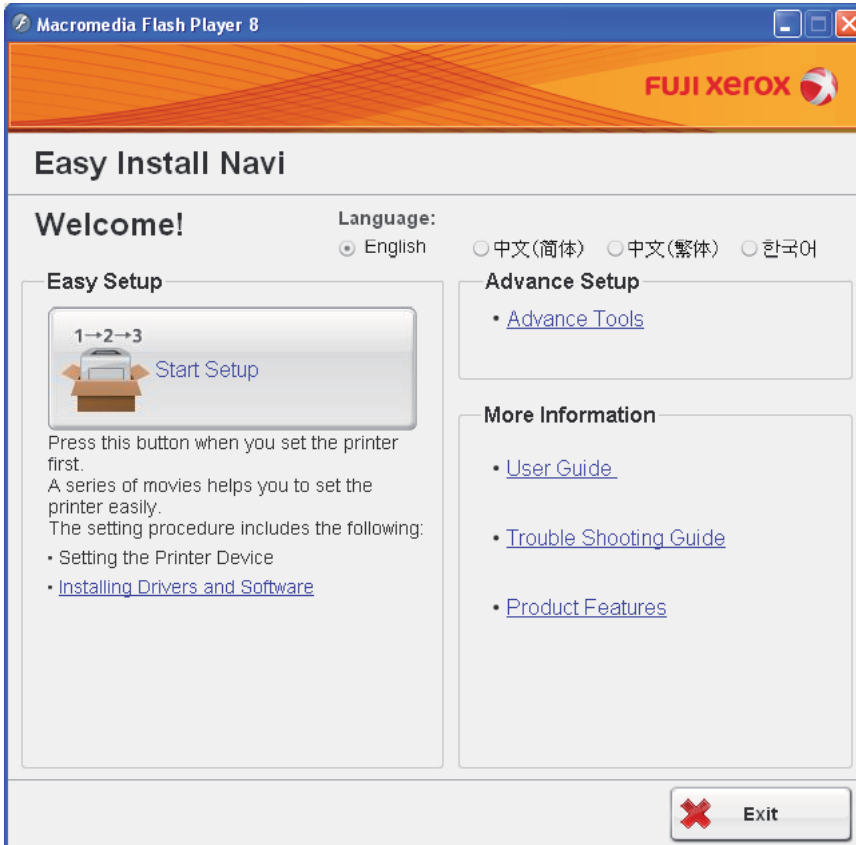 Macromedia Flash Player 8
FUJI XEROX
Easy Install Navi
Welcome!
Language:
English 中文(简体) 中文(繁体) 한국어
Easy Setup
1→2→3
Start Setup
Press this button when you set the printer
first.
A series of movies helps you to set the
printer easily.
The setting procedure includes the following:
• Setting the Printer Device
• Installing Drivers and Software
Advance Setup
• Advance Tools
More Information
• User Guide
• Trouble Shooting Guide
• Product Features
Exit